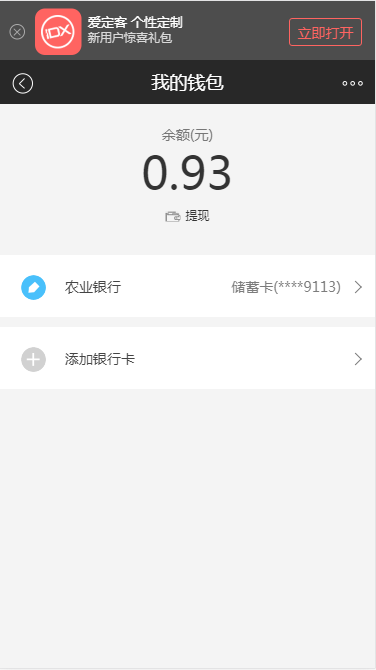 IDX
爱定客 个性定制
新用户惊喜礼包
立即打开
我的钱包
余额(元)
0.93
提现
农业银行
储蓄卡(****9113)
添加银行卡